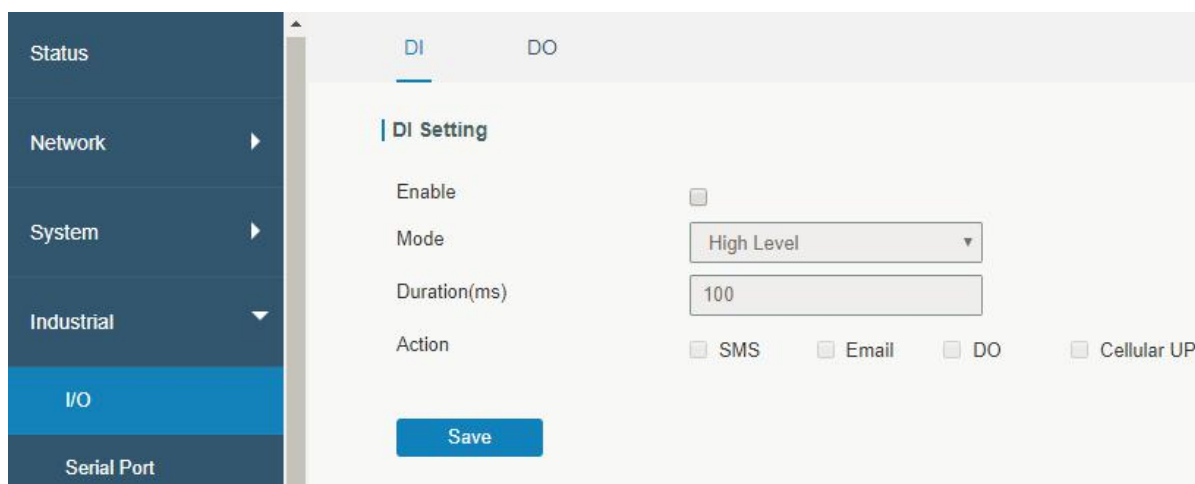 Status
Network
System
Industrial
I/O
Serial Port
DI DO
DI Setting
Enable
Mode High Level
Duration(ms) 100
Action SMS Email DO Cellular UP
Save